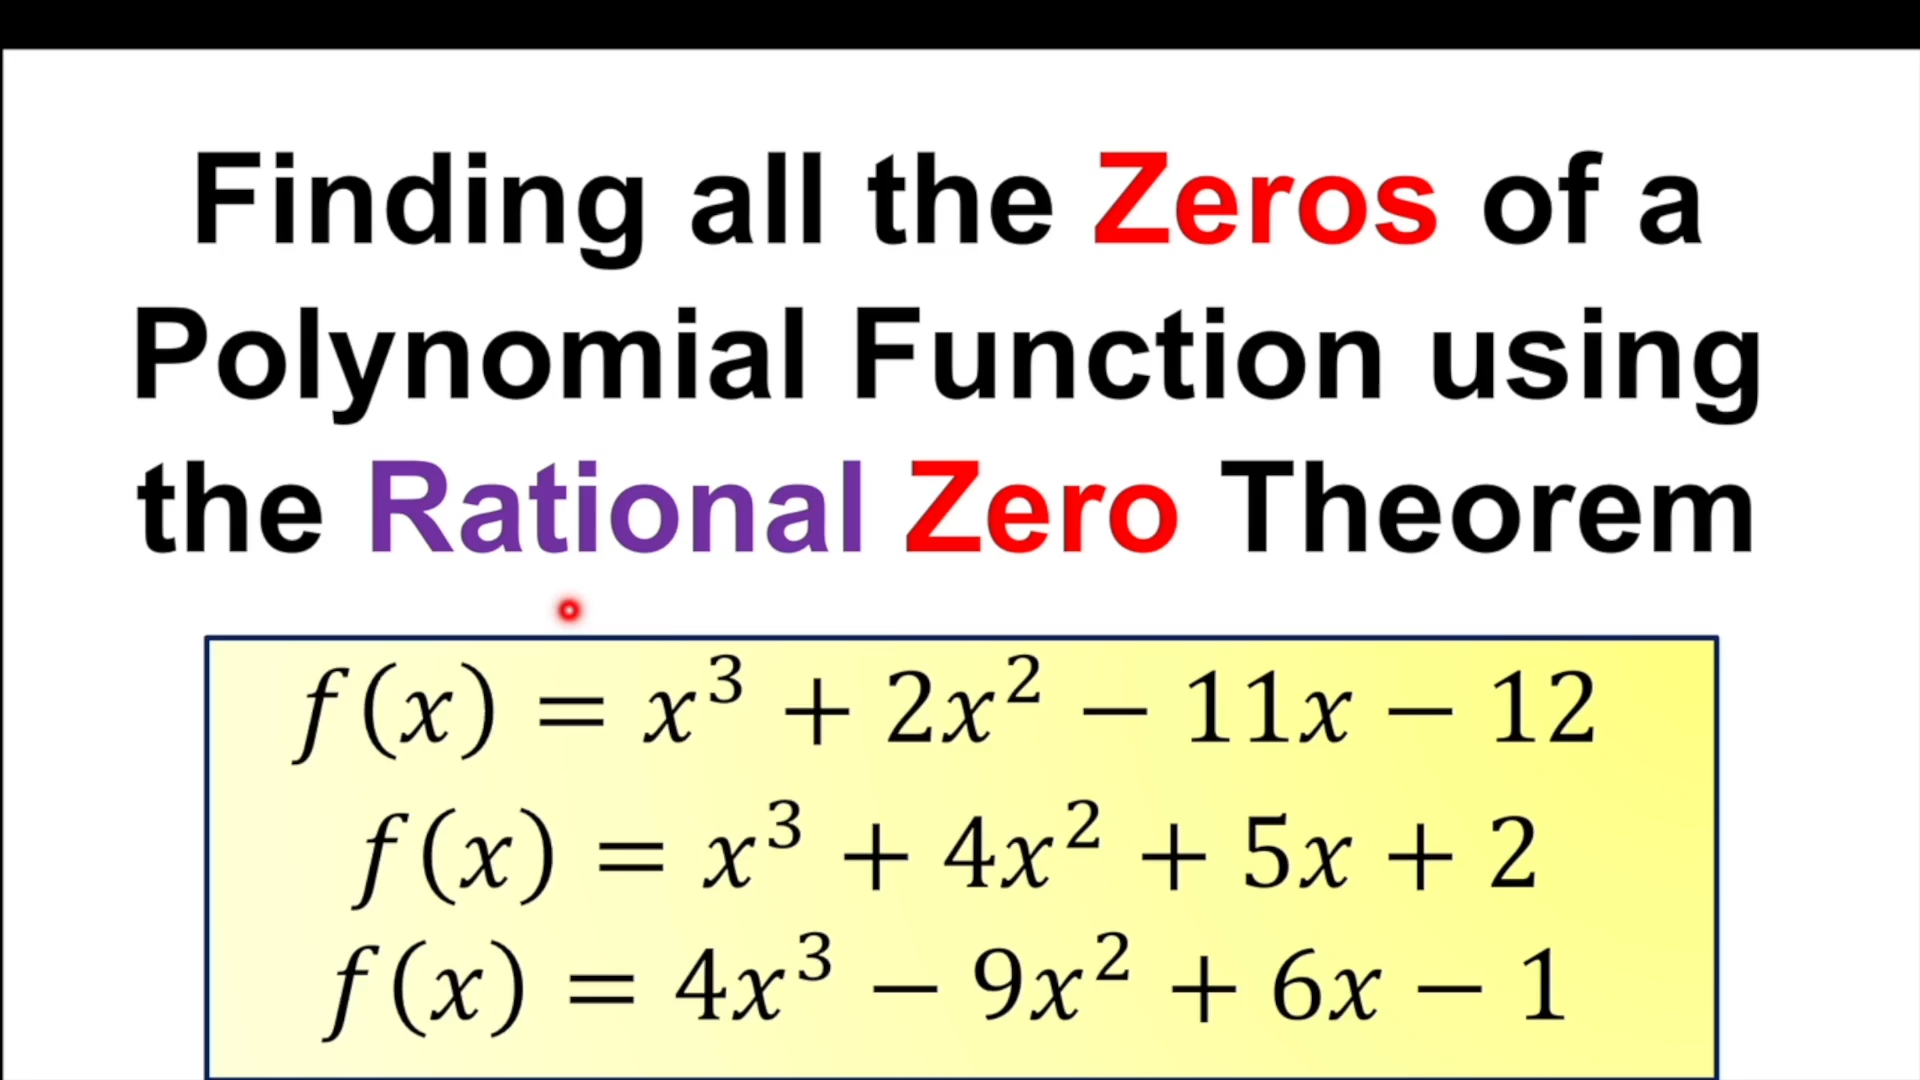 Finding all the Zeros of a
Polynomial Function using
the Rational Zero Theorem
f(x) = x³ + 2x² − 11x − 12
f(x) = x³ + 4x² + 5x + 2
f(x) = 4x³ − 9x² + 6x − 1